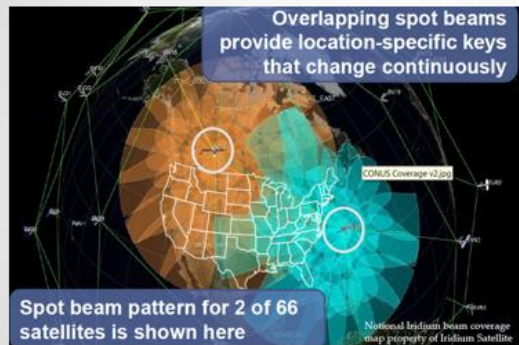 Overlapping spot beams
provide location-specific keys
that change continuously
CONUS Coverage v2.jpg
Spot beam pattern for 2 of 66
satellites is shown here
Notional Iridium beam coverage
map property of Iridium Satellite